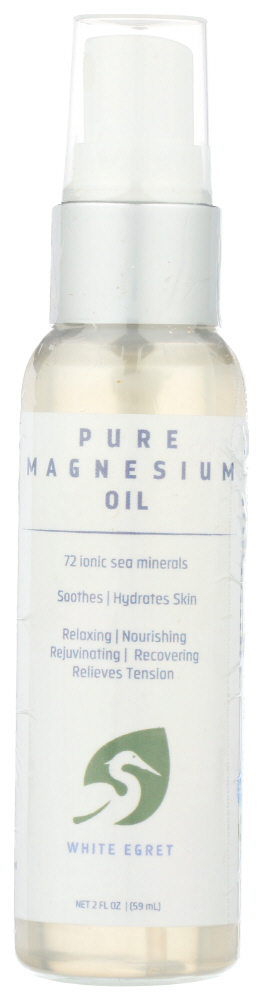 PURE
MAGNESIUM
OIL
72 ionic sea minerals
Soothes | Hydrates Skin
Relaxing | Nourishing
Rejuvinating | Recovering
Relieves Tension
WHITE EGRET
NET 2 FL OZ | (59 mL)